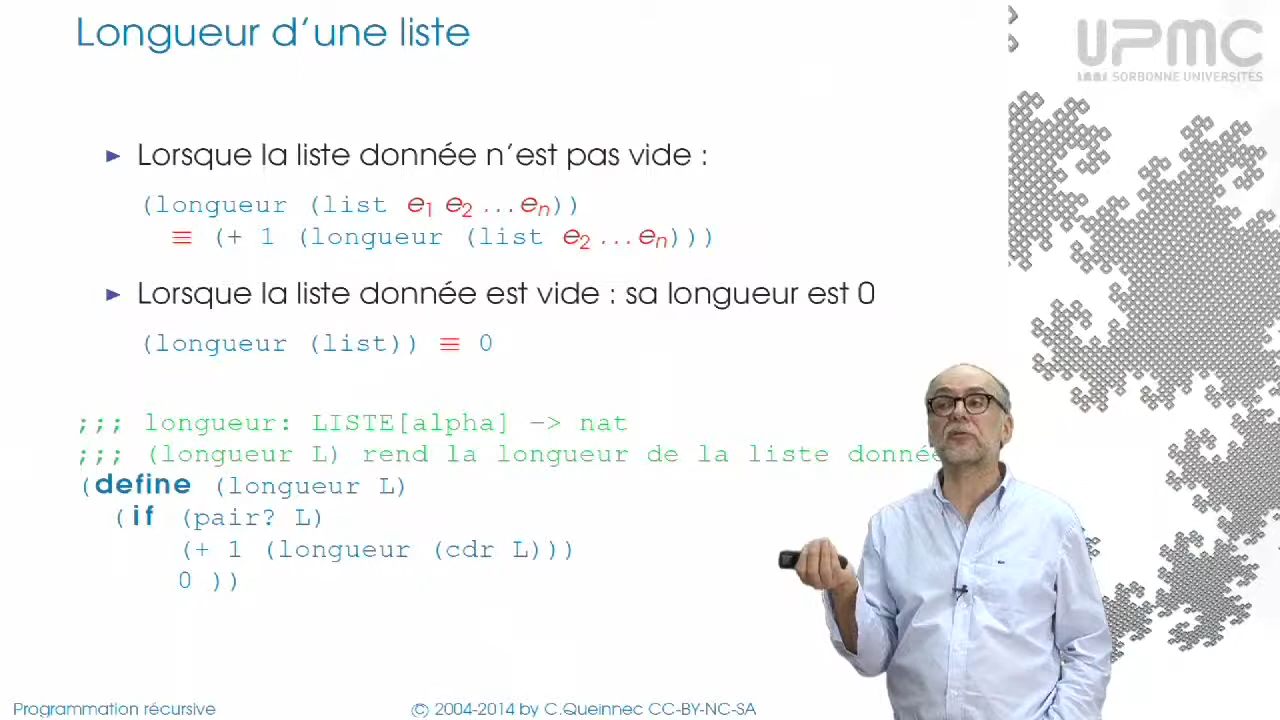 Longueur d'une liste
UPMC
SORBONNE UNIVERSITÉS
► Lorsque la liste donnée n'est pas vide :
(longueur (list e1 e2 ... en))
≡ (+ 1 (longueur (list e2 ... en)))
► Lorsque la liste donnée est vide : sa longueur est 0
(longueur (list)) ≡ 0
;;; longueur: LISTE[alpha] -> nat
;;; (longueur L) rend la longueur de la liste donnée
(define (longueur L)
(if (pair? L)
(+ 1 (longueur (cdr L)))
0 ))
Programmation récursive
© 2004-2014 by C.Queinnec CC-BY-NC-SA